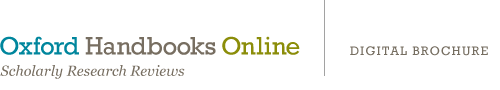 Oxford Handbooks Online
Scholarly Research Reviews
DIGITAL BROCHURE